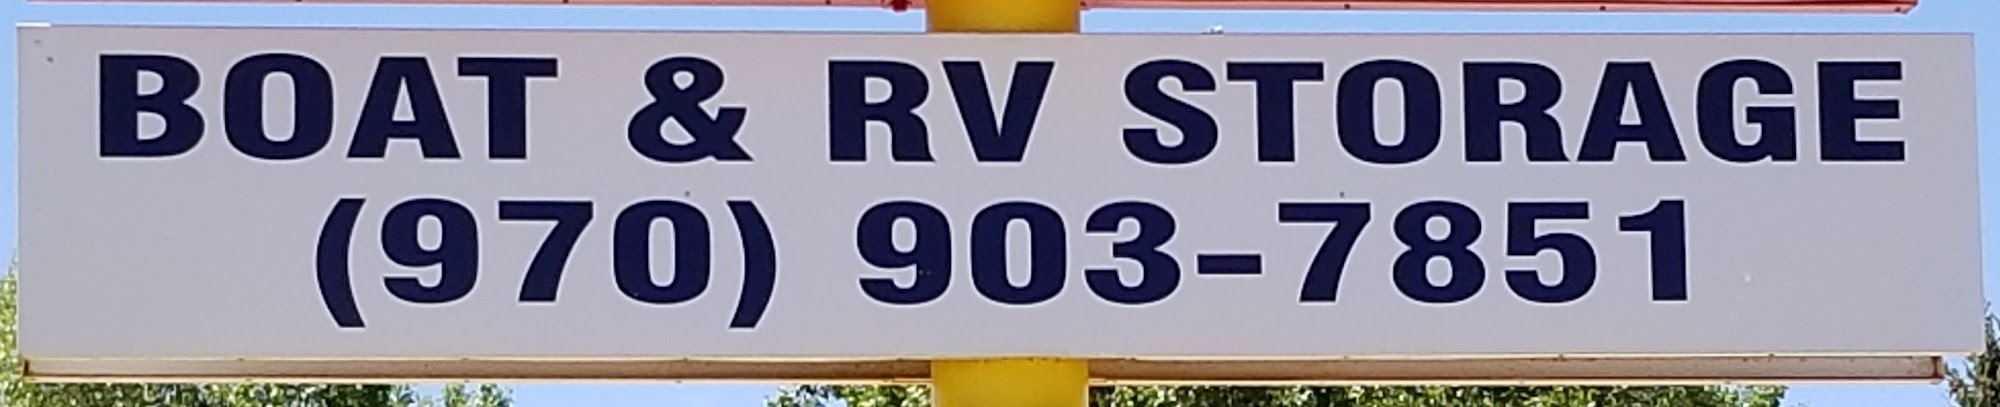 BOAT & RV STORAGE
(970) 903-7851